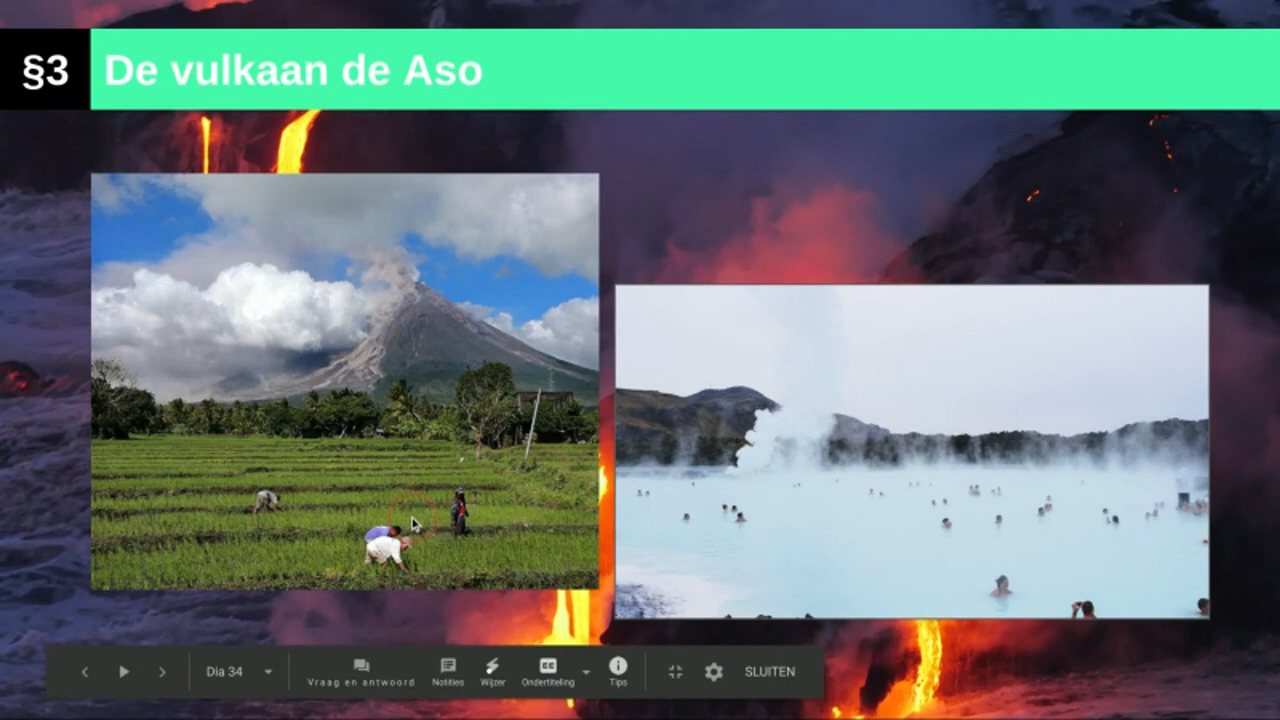 §3 De vulkaan de Aso
Dia 34
Vraag en antwoord
Notities
Wijzer
Ondertiteling
Tips
SLUITEN